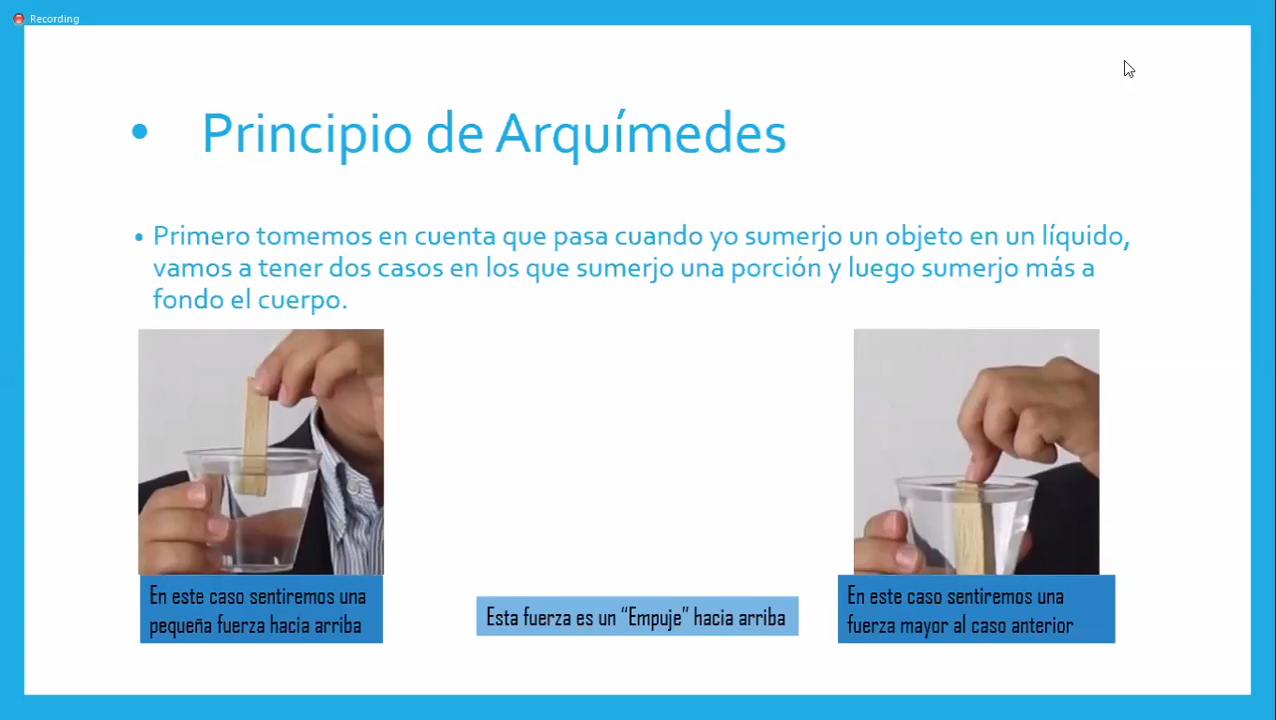 Recording
• Principio de Arquímedes
• Primero tomemos en cuenta que pasa cuando yo sumerjo un objeto en un líquido,
vamos a tener dos casos en los que sumerjo una porción y luego sumerjo más a
fondo el cuerpo.
En este caso sentiremos una
pequeña fuerza hacia arriba
Esta fuerza es un “Empuje” hacia arriba
En este caso sentiremos una
fuerza mayor al caso anterior